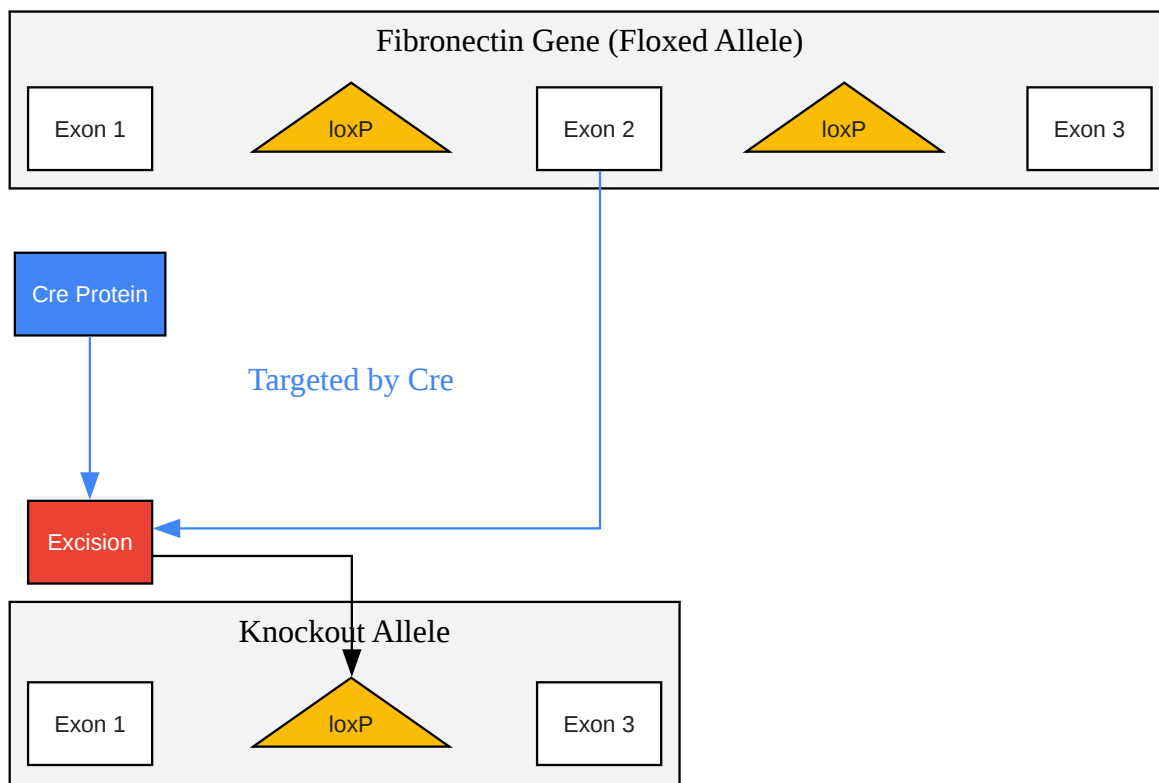 Fibronectin Gene (Floxed Allele)
Exon 1
loxP
Exon 2
loxP
Exon 3
Cre Protein
Targeted by Cre
Excision
Knockout Allele
Exon 1
loxP
Exon 3